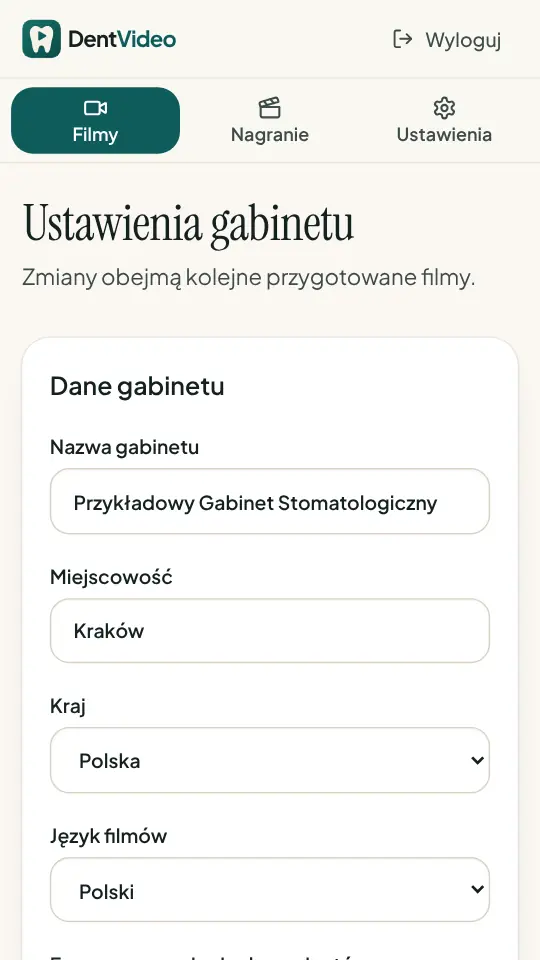 DentVideo
Wyloguj
Filmy
Nagranie
Ustawienia
Ustawienia gabinetu
Zmiany obejmą kolejne przygotowane filmy.
Dane gabinetu
Nazwa gabinetu
Przykładowy Gabinet Stomatologiczny
Miejscowość
Kraków
Kraj
Polska
Język filmów
Polski